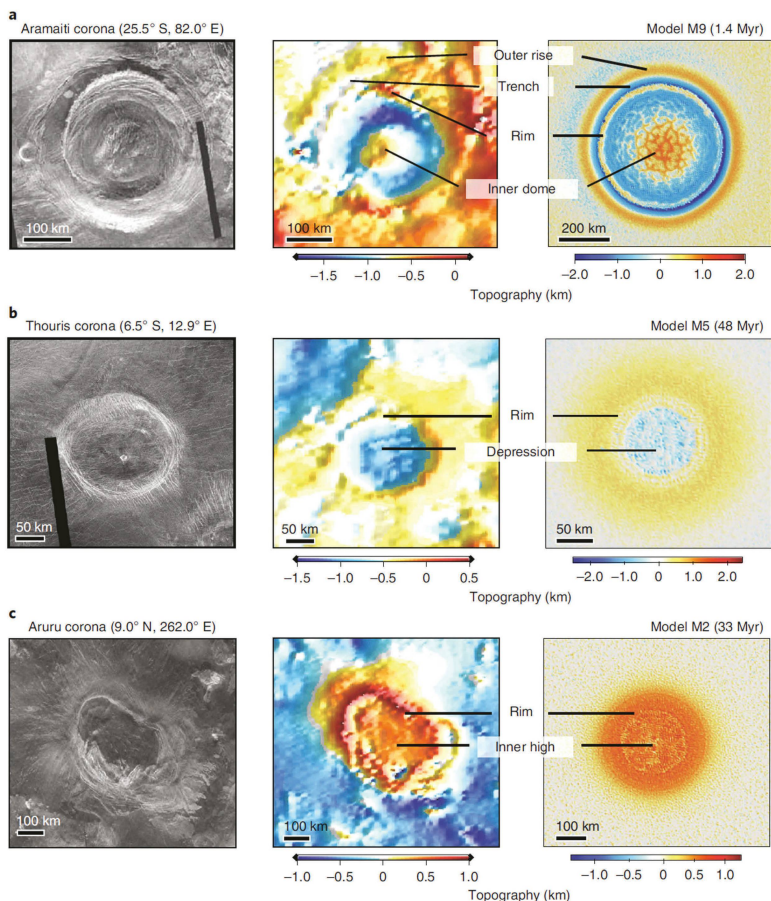 a
Aramaiti corona (25.5° S, 82.0° E)
Model M9 (1.4 Myr)
Outer rise
Trench
Rim
Inner dome
100 km
100 km
200 km
−1.5 −1.0 −0.5 0
−2.0 −1.0 0 1.0 2.0
Topography (km)
b
Thouris corona (6.5° S, 12.9° E)
Model M5 (48 Myr)
Rim
Depression
50 km
50 km
50 km
−1.5 −1.0 −0.5 0 0.5
−2.0 −1.0 0 1.0 2.0
Topography (km)
c
Aruru corona (9.0° N, 262.0° E)
Model M2 (33 Myr)
Rim
Inner high
100 km
100 km
100 km
−1.0 −0.5 0 0.5 1.0
−1.0 −0.5 0 0.5 1.0
Topography (km)